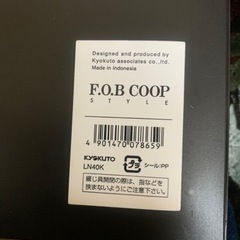 Designed and produced by
Kyokuto associates co.,ltd.
Made in Indonesia
F.O.B COOP
STYLE
4 901470 078659
KYOKUTO
LN40K
プラ
シール:PP
綴じ具開閉の際は、指などを
挟まないようにご注意下さい。